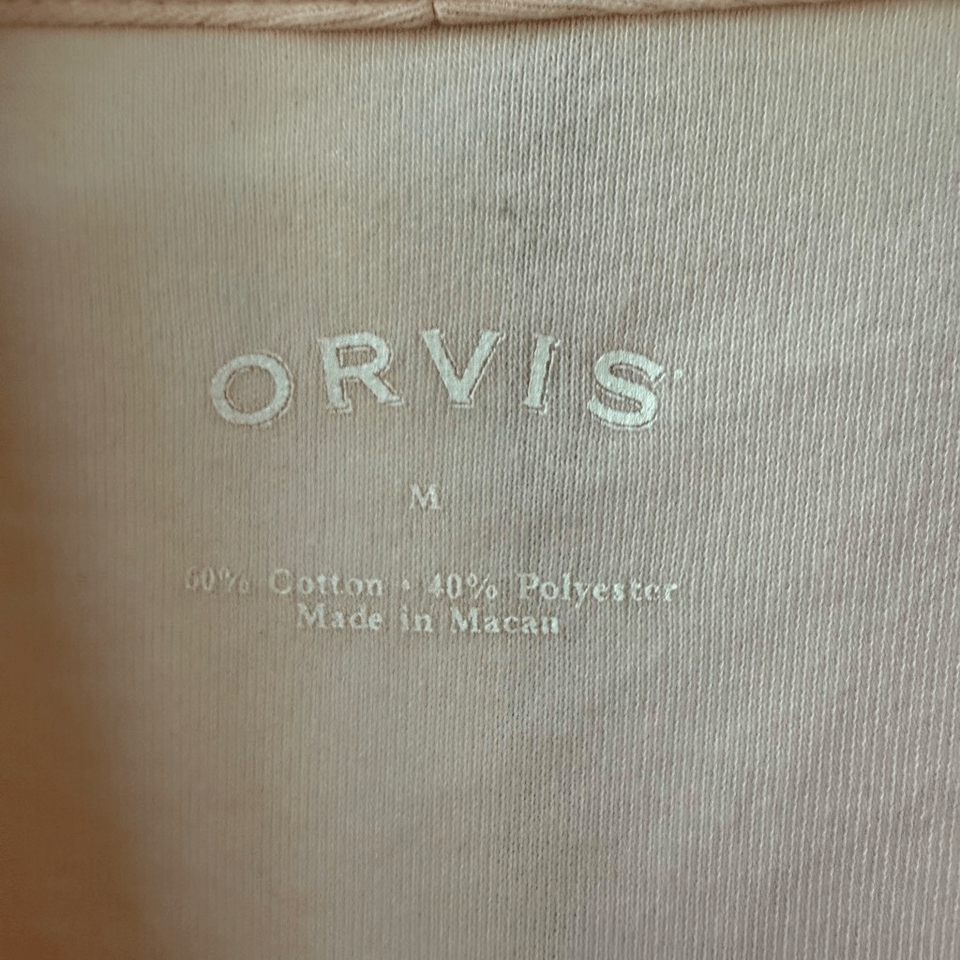 ORVIS
M
60% Cotton • 40% Polyester
Made in Macau